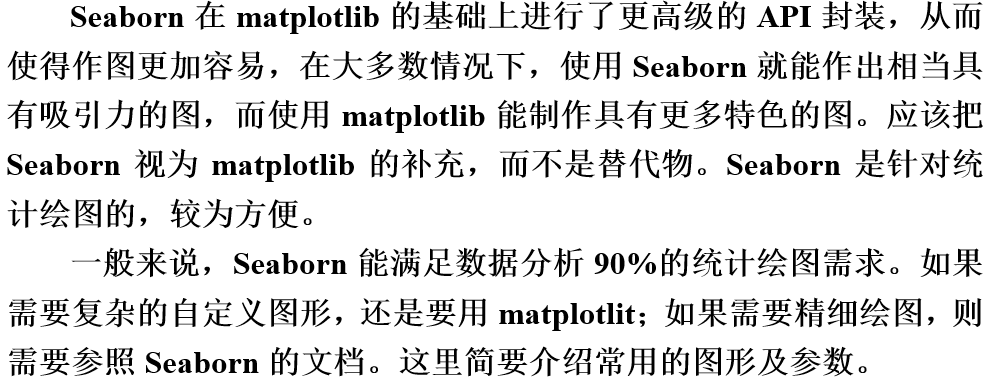 Seaborn 在 matplotlib 的基础上进行了更高级的 API 封装，从而
使得作图更加容易，在大多数情况下，使用 Seaborn 就能作出相当具
有吸引力的图，而使用 matplotlib 能制作具有更多特色的图。应该把
Seaborn 视为 matplotlib 的补充，而不是替代物。Seaborn 是针对统
计绘图的，较为方便。
一般来说，Seaborn 能满足数据分析 90%的统计绘图需求。如果
需要复杂的自定义图形，还是要用 matplotlit；如果需要精细绘图，则
需要参照 Seaborn 的文档。这里简要介绍常用的图形及参数。